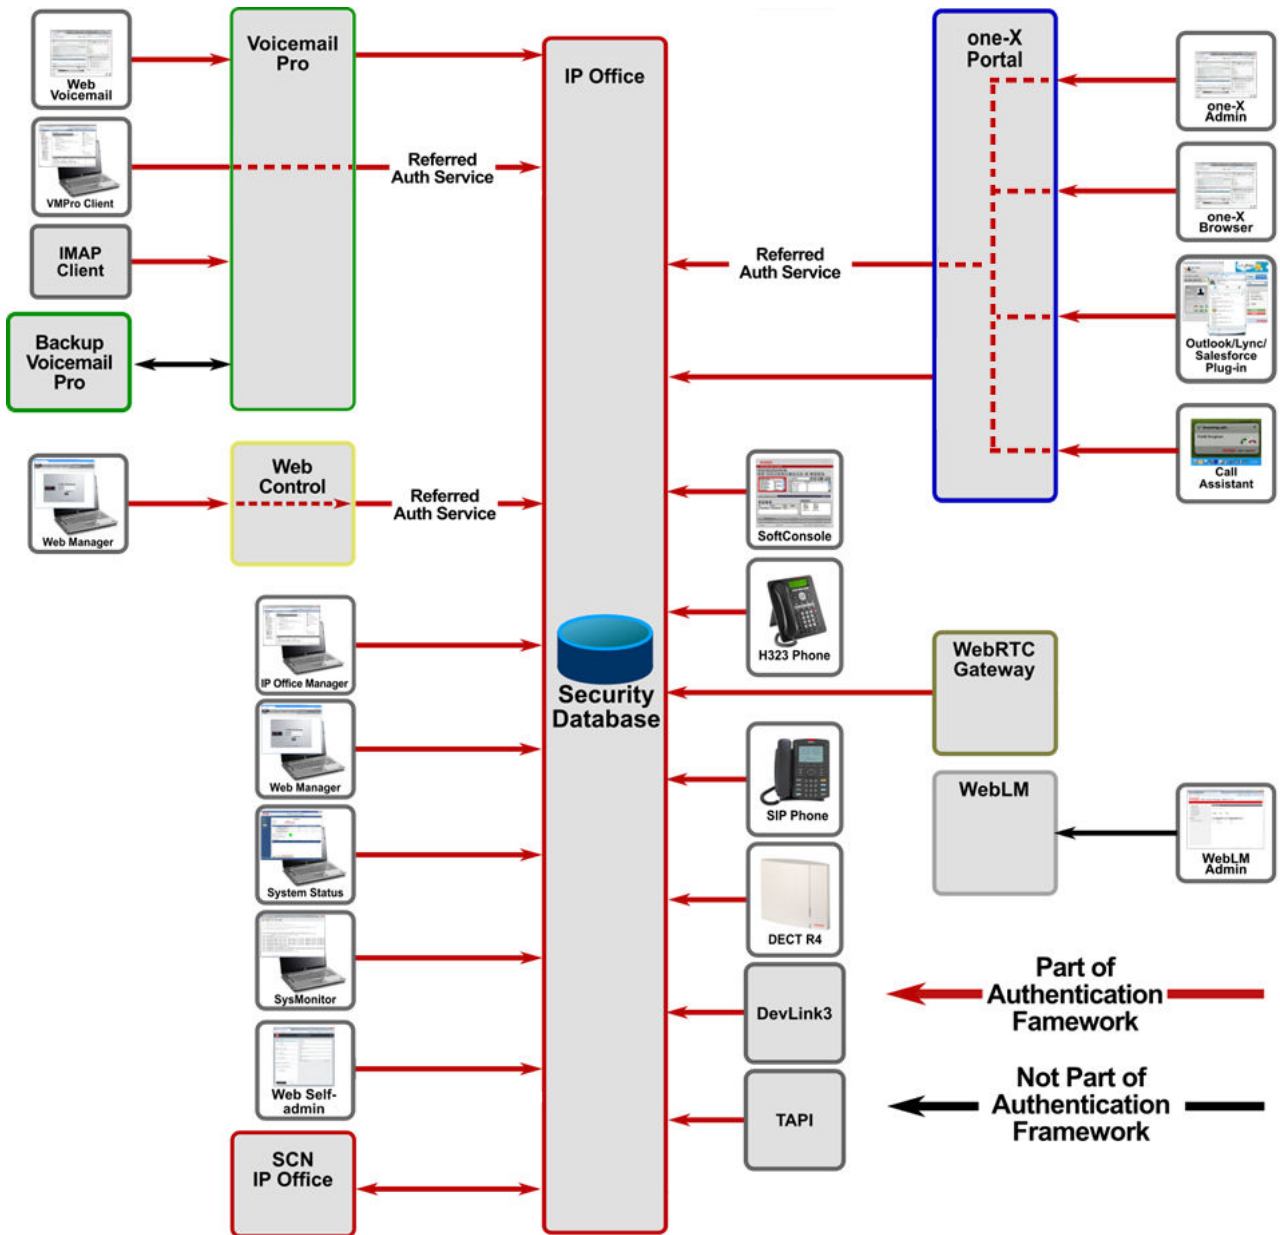 Web
Voicemail
Voicemail
Pro
IP Office
one-X
Portal
one-X
Admin
VMPro Client
Referred
Auth Service
one-X
Browser
IMAP
Client
Referred
Auth Service
Outlook/Lync/
Salesforce
Plug-in
Backup
Voicemail
Pro
Call
Assistant
Web Manager
Web
Control
Referred
Auth Service
SoftConsole
IP Office Manager
H323 Phone
Security
Database
WebRTC
Gateway
Web Manager
SIP Phone
WebLM
WebLM
Admin
System Status
DECT R4
SysMonitor
DevLink3
Part of
Authentication
Famework
Web Self-
admin
TAPI
Not Part of
Authentication
Framework
SCN
IP Office